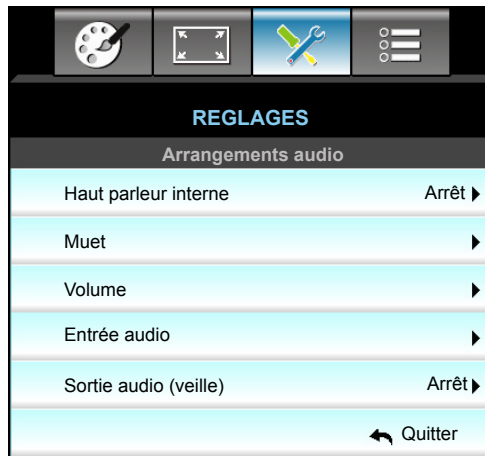 REGLAGES
Arrangements audio
Haut parleur interne Arrêt
Muet
Volume
Entrée audio
Sortie audio (veille) Arrêt
Quitter